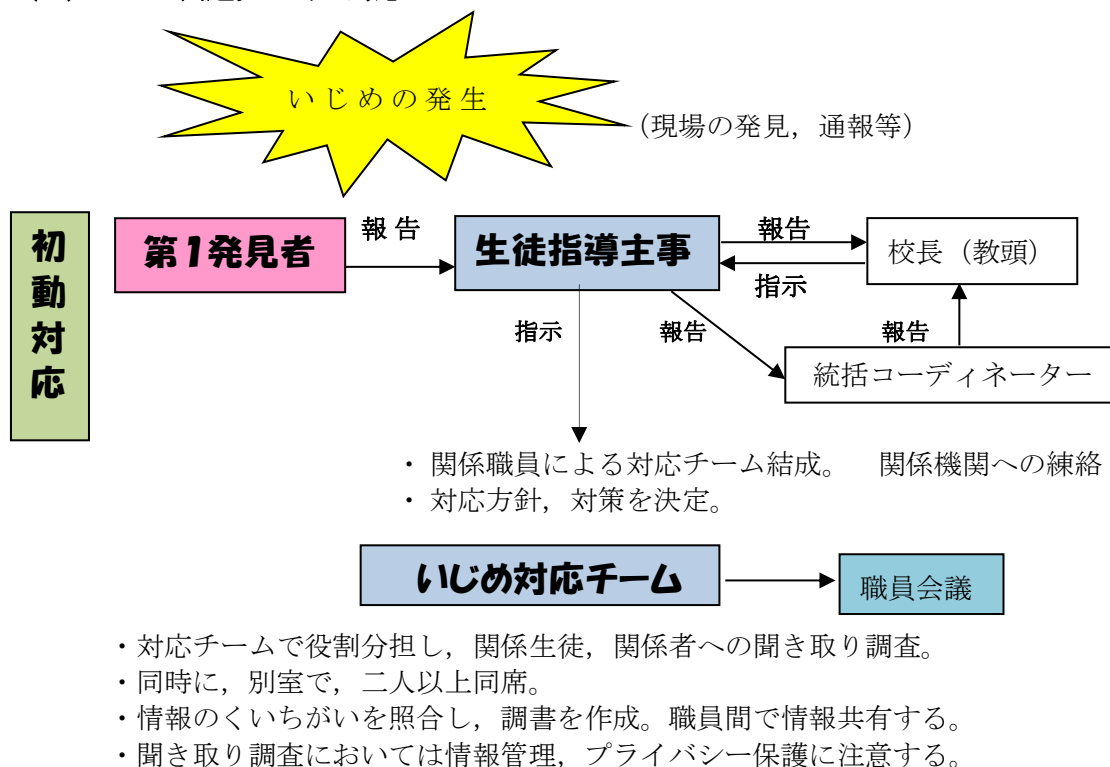 いじめの発生
(現場の発見，通報等)
初動対応
第1発見者
報告
生徒指導主事
報告
指示
校長（教頭）
指示
報告
報告
統括コーディネーター
・関係職員による対応チーム結成。　関係機関への練絡
・対応方針，対策を決定。
いじめ対応チーム
職員会議
・対応チームで役割分担し，関係生徒，関係者への聞き取り調査。
・同時に，別室で，二人以上同席。
・情報のくいちがいを照合し，調書を作成。職員間で情報共有する。
・聞き取り調査においては情報管理，プライバシー保護に注意する。